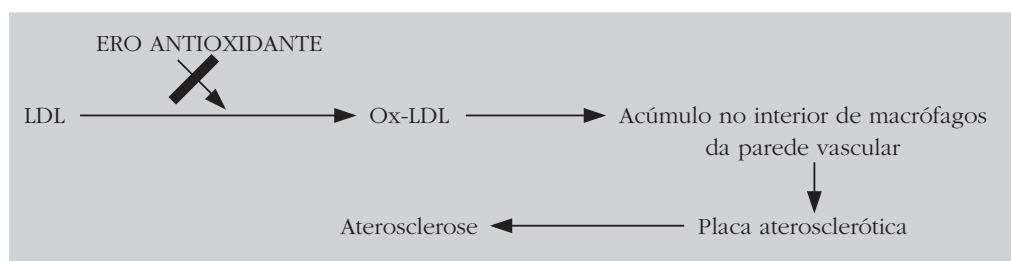 ERO ANTIOXIDANTE
LDL
Ox-LDL
Acúmulo no interior de macrófagos
da parede vascular
Aterosclerose
Placa aterosclerótica